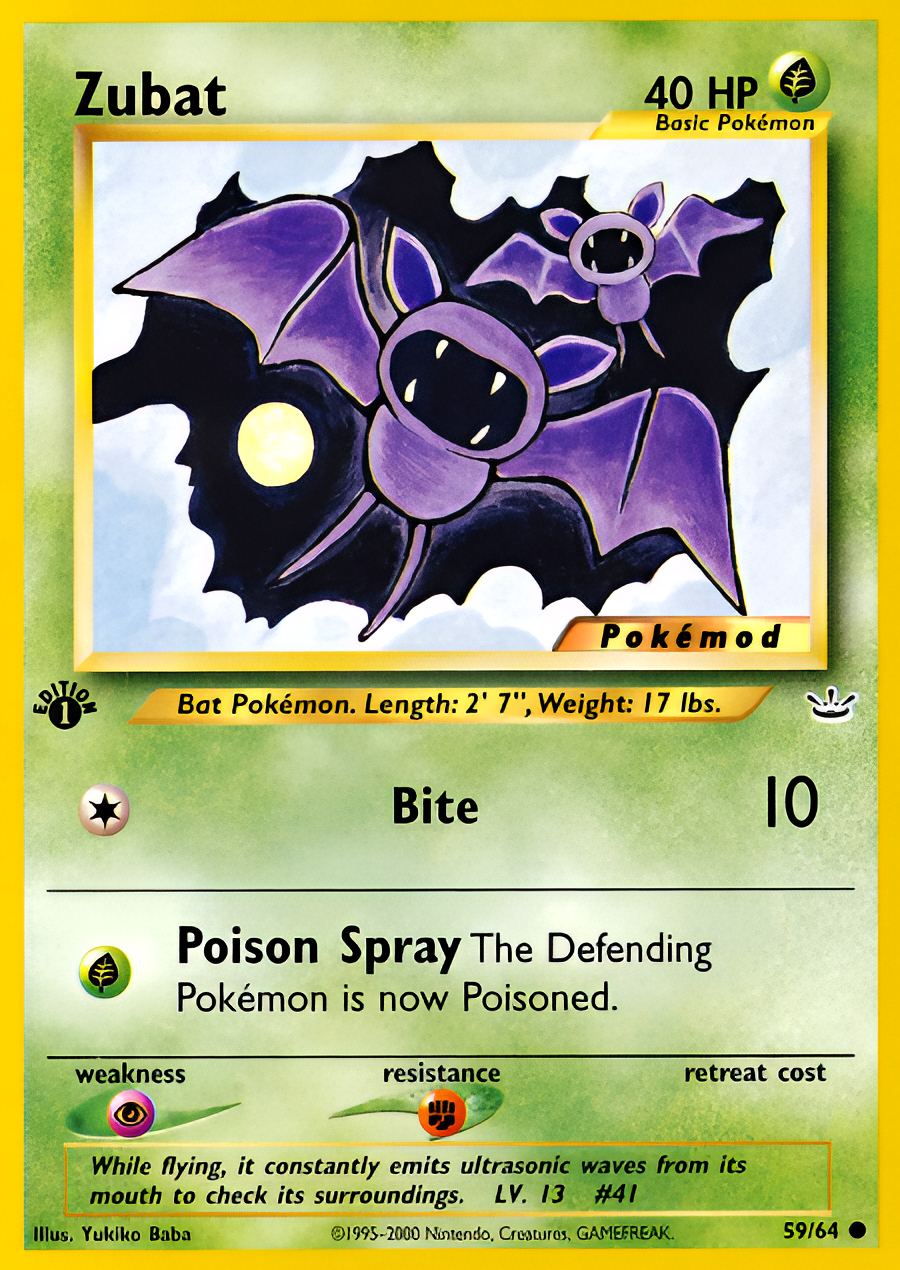 Zubat
40 HP
Basic Pokémon
Pokémod
EDITION
1
Bat Pokémon. Length: 2' 7", Weight: 17 lbs.
Bite 10
Poison Spray The Defending
Pokémon is now Poisoned.
weakness resistance retreat cost
While flying, it constantly emits ultrasonic waves from its
mouth to check its surroundings. LV. 13 #41
Illus. Yukiko Baba ©1995-2000 Nintendo, Creatures, GAMEFREAK. 59/64